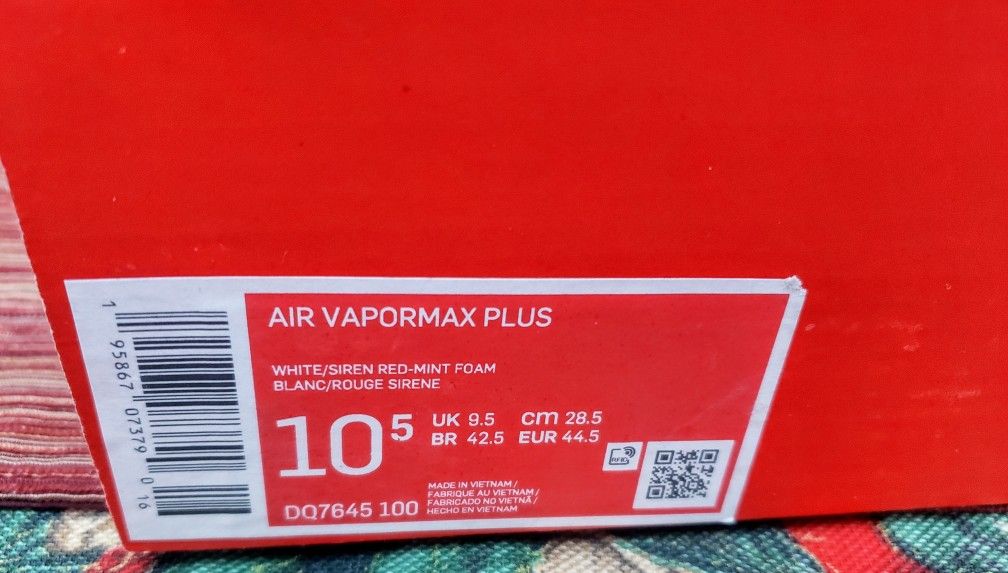 AIR VAPORMAX PLUS
WHITE/SIREN RED-MINT FOAM
BLANC/ROUGE SIRENE
10⁵
UK 9.5 cm 28.5
BR 42.5 EUR 44.5
RFID
DQ7645 100
MADE IN VIETNAM /
FABRIQUE AU VIETNAM /
FABRICADO NO VIETNÃ /
HECHO EN VIETNAM
1 95867 07379 0 16